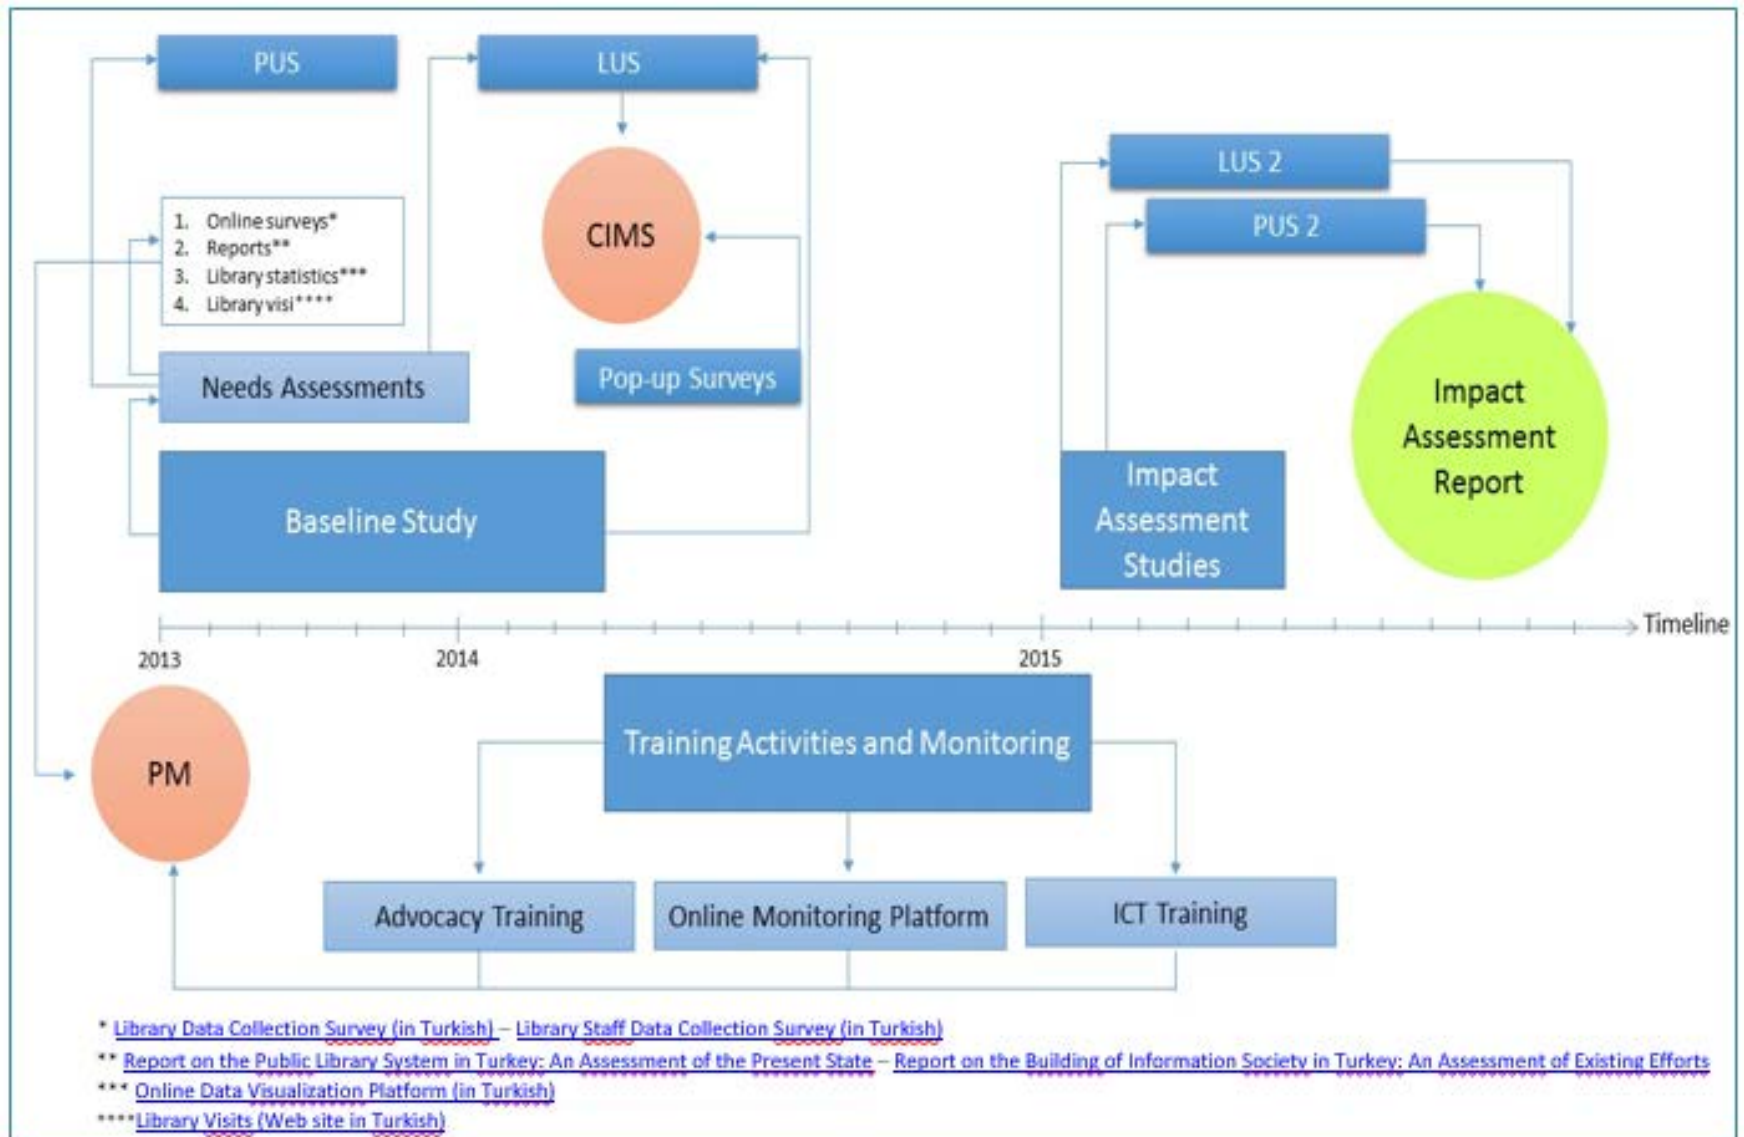 PUS
LUS
LUS 2
PUS 2
CIMS
1. Online surveys*
2. Reports**
3. Library statistics***
4. Library visi****
Needs Assessments
Pop-up Surveys
Baseline Study
Impact
Assessment
Studies
Impact
Assessment
Report
Timeline
2013
2014
2015
PM
Training Activities and Monitoring
Advocacy Training
Online Monitoring Platform
ICT Training
* Library Data Collection Survey (in Turkish) – Library Staff Data Collection Survey (in Turkish)
** Report on the Public Library System in Turkey: An Assessment of the Present State – Report on the Building of Information Society in Turkey: An Assessment of Existing Efforts
*** Online Data Visualization Platform (in Turkish)
****Library Visits (Web site in Turkish)